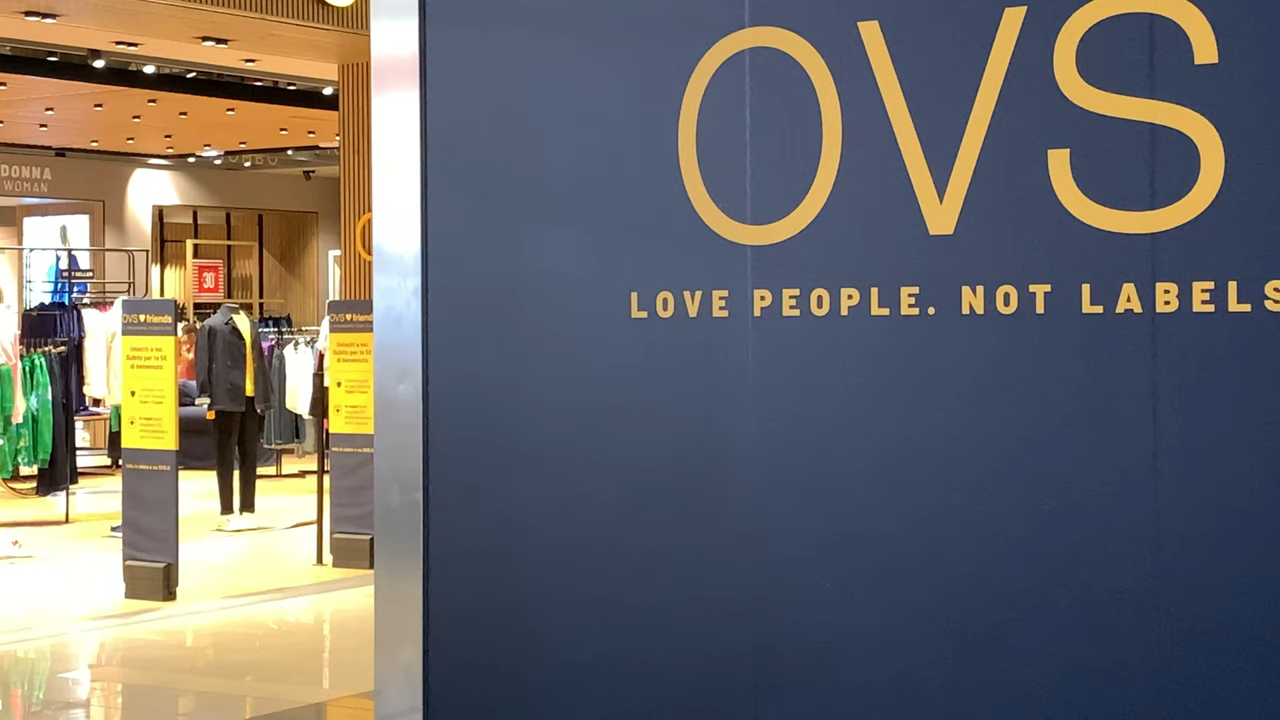 OVS
LOVE PEOPLE. NOT LABELS
DONNA
WOMAN
30
OVS friends
Unisciti a noi
Subito per te 5€
di benvenuto
OVS friends
Unisciti a noi
Subito per te 5€
di benvenuto